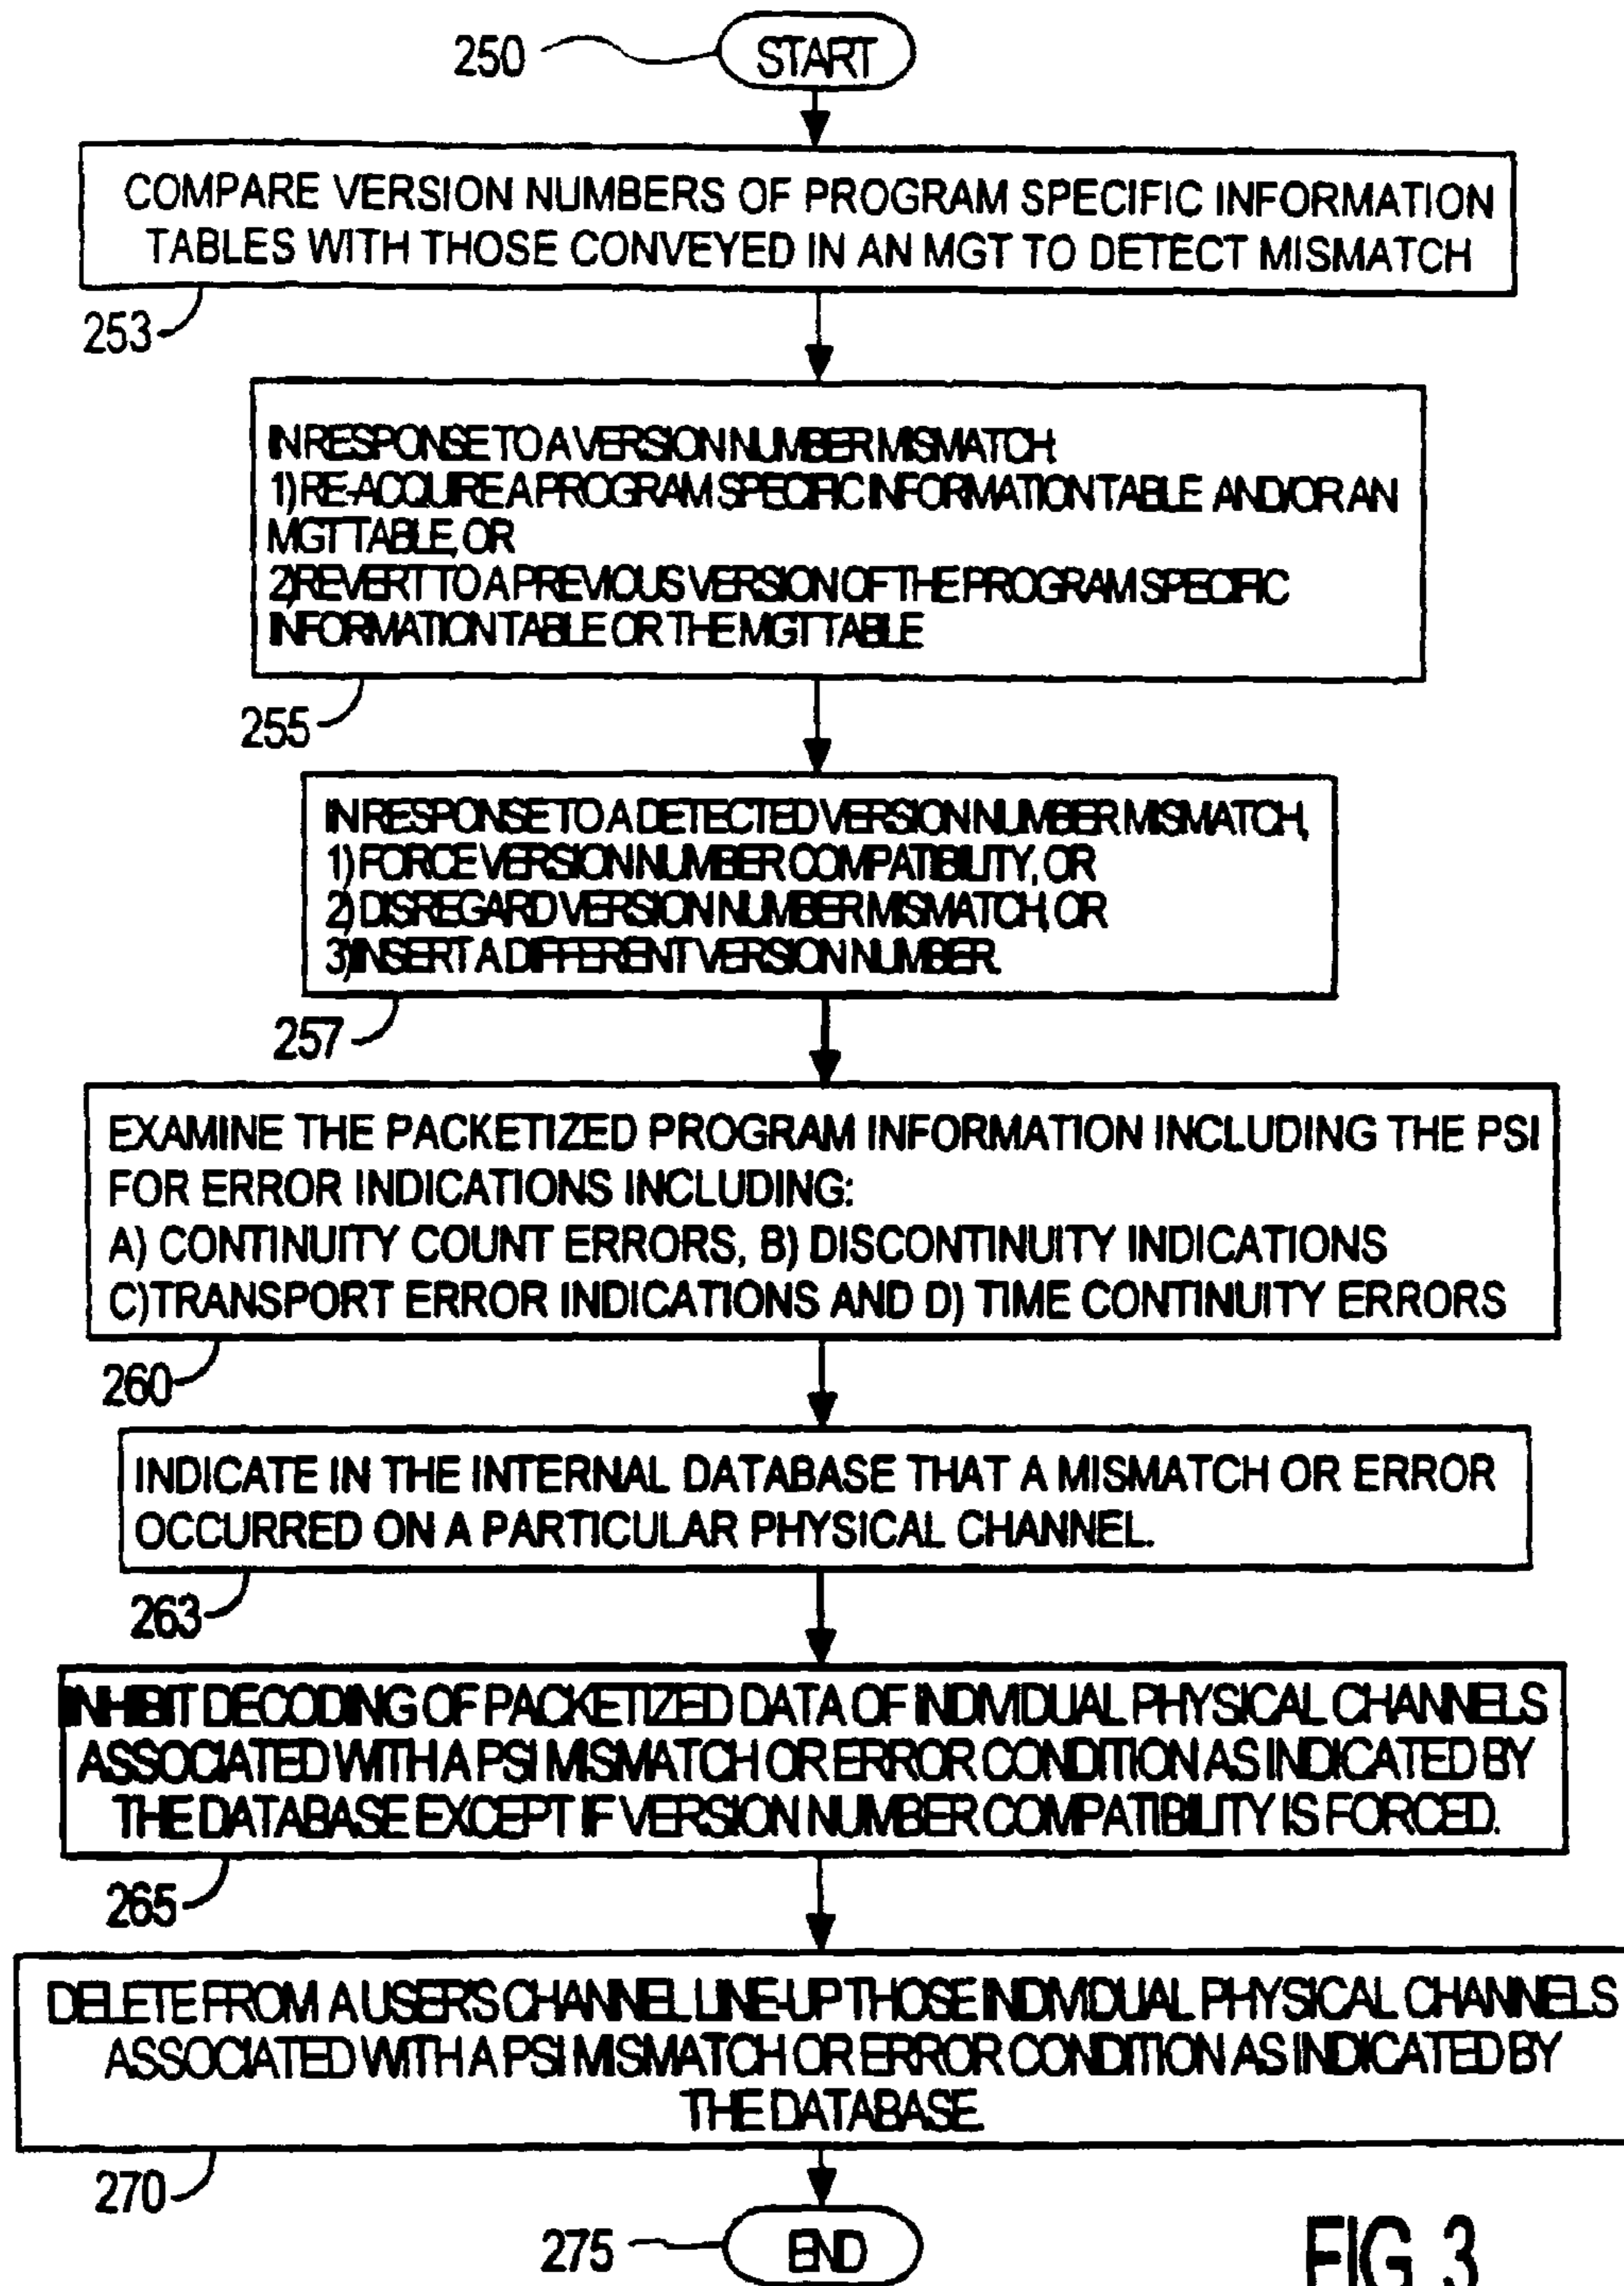 250
START
COMPARE VERSION NUMBERS OF PROGRAM SPECIFIC INFORMATION
TABLES WITH THOSE CONVEYED IN AN MGT TO DETECT MISMATCH
253
IN RESPONSE TO A VERSION NUMBER MISMATCH
1) RE-ACQUIRE A PROGRAM SPECIFIC INFORMATION TABLE AND/OR AN
MGT TABLE, OR
2) REVERT TO A PREVIOUS VERSION OF THE PROGRAM SPECIFIC
INFORMATION TABLE OR THE MGT TABLE
255
IN RESPONSE TO A DETECTED VERSION NUMBER MISMATCH,
1) FORCE VERSION NUMBER COMPATIBILITY, OR
2) DISREGARD VERSION NUMBER MISMATCH, OR
3) INSERT A DIFFERENT VERSION NUMBER.
257
EXAMINE THE PACKETIZED PROGRAM INFORMATION INCLUDING THE PSI
FOR ERROR INDICATIONS INCLUDING:
A) CONTINUITY COUNT ERRORS, B) DISCONTINUITY INDICATIONS
C)TRANSPORT ERROR INDICATIONS AND D) TIME CONTINUITY ERRORS
260
INDICATE IN THE INTERNAL DATABASE THAT A MISMATCH OR ERROR
OCCURRED ON A PARTICULAR PHYSICAL CHANNEL.
263
INHIBIT DECODING OF PACKETIZED DATA OF INDIVIDUAL PHYSICAL CHANNELS
ASSOCIATED WITH A PSI MISMATCH OR ERROR CONDITION AS INDICATED BY
THE DATABASE EXCEPT IF VERSION NUMBER COMPATIBILITY IS FORCED.
265
DELETE FROM A USER'S CHANNEL LINE-UP THOSE INDIVIDUAL PHYSICAL CHANNELS
ASSOCIATED WITH A PSI MISMATCH OR ERROR CONDITION AS INDICATED BY
THE DATABASE.
270
275
END
FIG 3